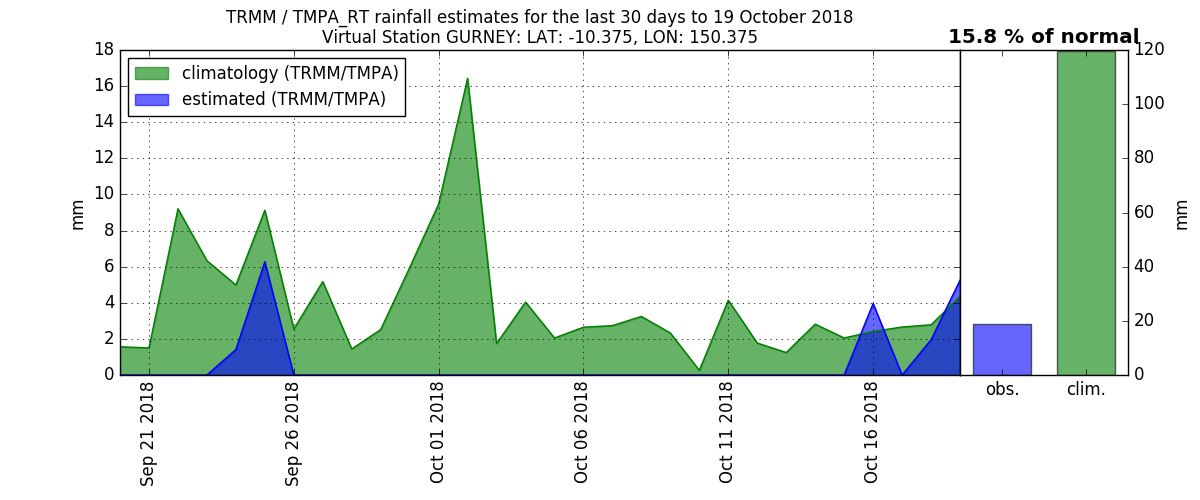 TRMM / TMPA_RT rainfall estimates for the last 30 days to 19 October 2018
Virtual Station GURNEY: LAT: -10.375, LON: 150.375
15.8 % of normal
climatology (TRMM/TMPA)
estimated (TRMM/TMPA)
mm
18
16
14
12
10
8
6
4
2
0
Sep 21 2018
Sep 26 2018
Oct 01 2018
Oct 06 2018
Oct 11 2018
Oct 16 2018
obs.
clim.
120
100
80
60
40
20
0
mm